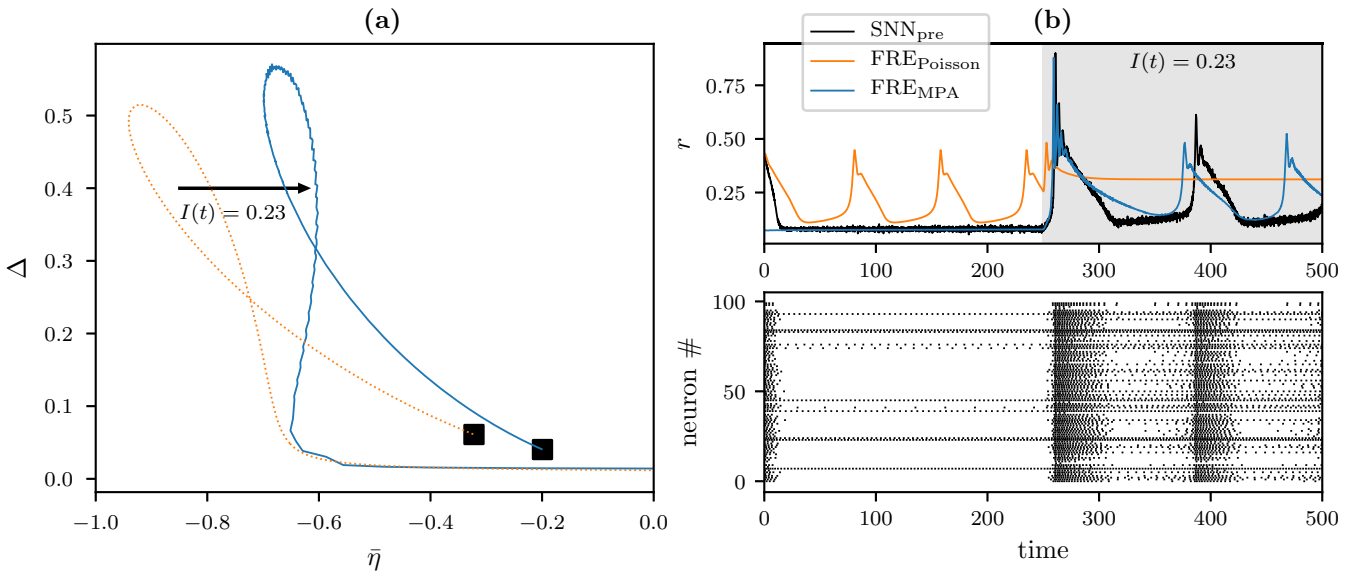 (a)
0.5
0.4
0.3
0.2
0.1
0.0
Δ
I(t) = 0.23
−1.0 −0.8 −0.6 −0.4 −0.2 0.0
η̄
(b)
SNN_pre
FRE_Poisson
FRE_MPA
I(t) = 0.23
0.75
0.50
0.25
r
0 100 200 300 400 500
100
50
0
neuron #
0 100 200 300 400 500
time